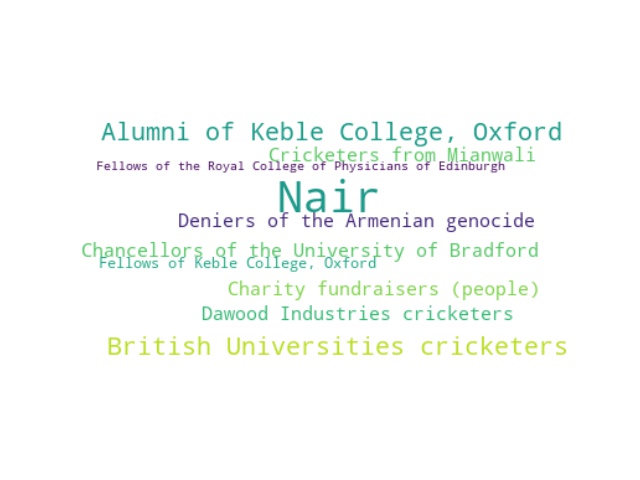 Alumni of Keble College, Oxford
Cricketers from Mianwali
Fellows of the Royal College of Physicians of Edinburgh
Nair
Deniers of the Armenian genocide
Chancellors of the University of Bradford
Fellows of Keble College, Oxford
Charity fundraisers (people)
Dawood Industries cricketers
British Universities cricketers